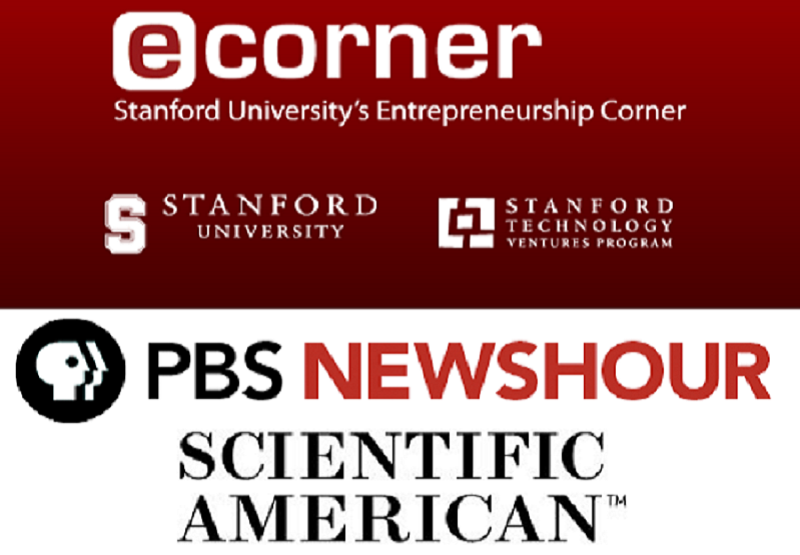 ecorner
Stanford University's Entrepreneurship Corner
S STANFORD
UNIVERSITY
STANFORD
TECHNOLOGY
VENTURES PROGRAM
PBS NEWSHOUR
SCIENTIFIC
AMERICAN™